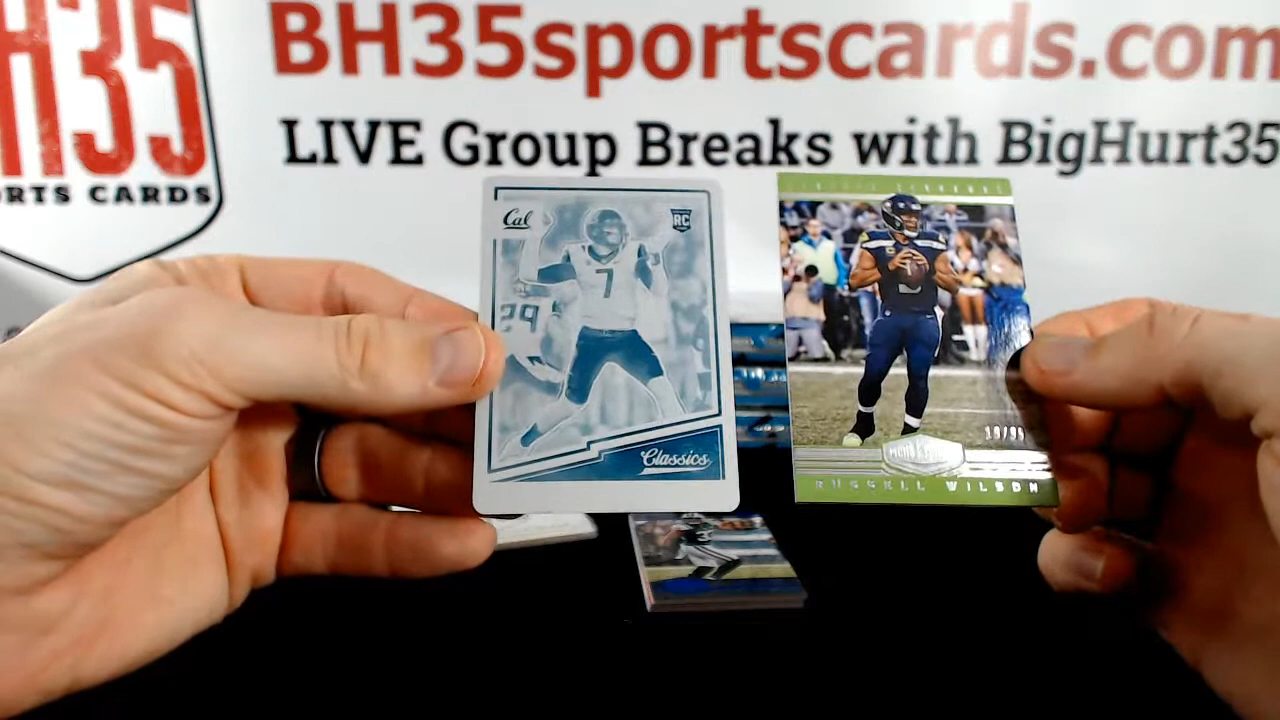 H35
RTS CARDS
BH35sportscards.com
LIVE Group Breaks with BigHurt35
Cal
RC
7
29
Classics
RUSSELL WILSON